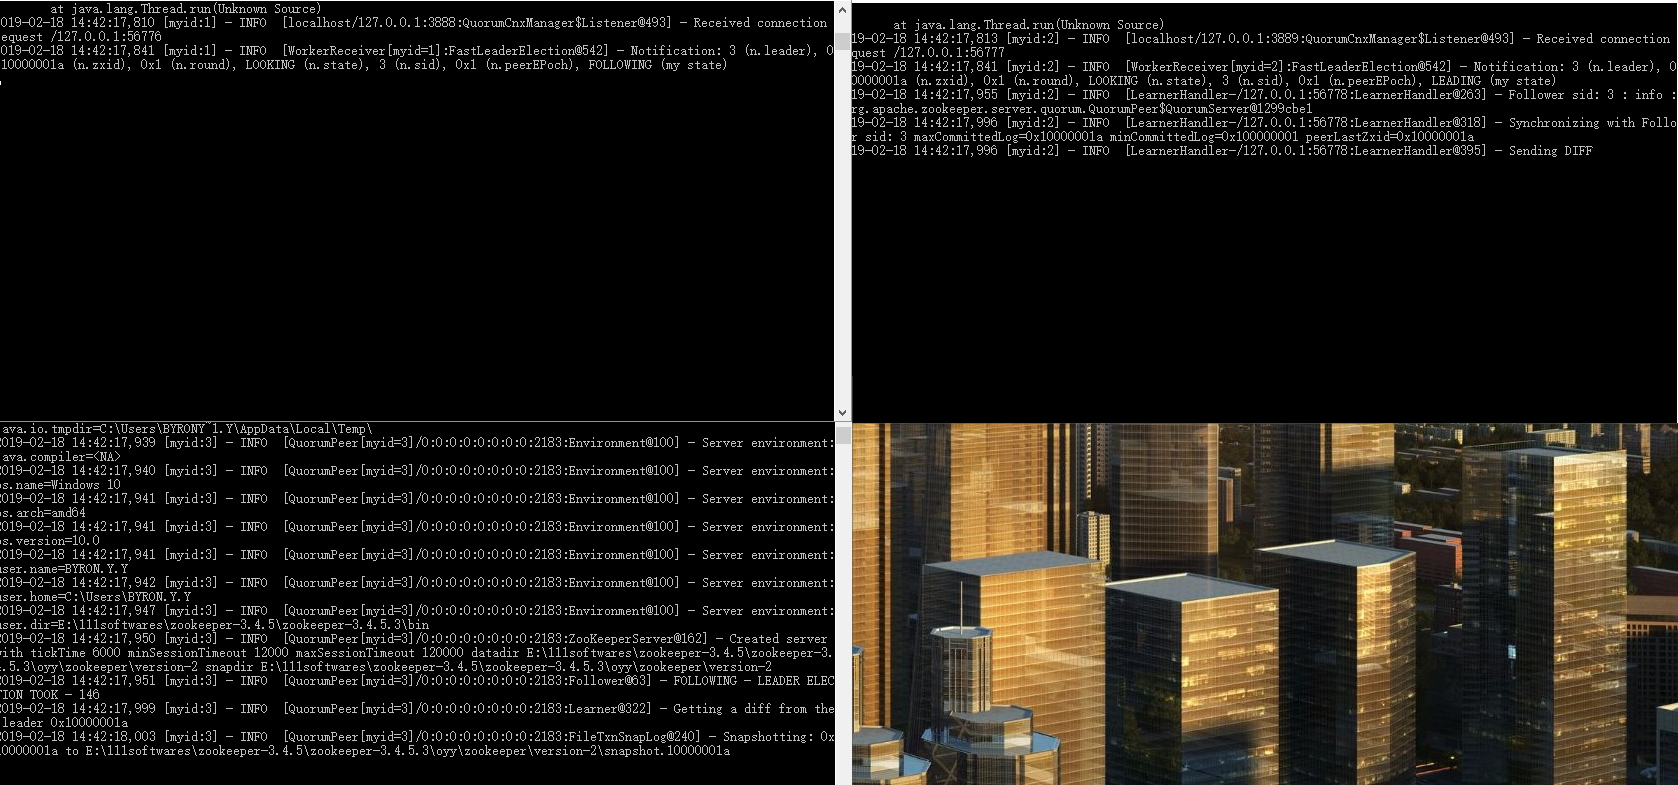 at java.lang.Thread.run(Unknown Source)
019-02-18 14:42:17,810 [myid:1] - INFO  [localhost/127.0.0.1:3888:QuorumCnxManager$Listener@493] - Received connection
equest /127.0.0.1:56776
019-02-18 14:42:17,841 [myid:1] - INFO  [WorkerReceiver[myid=1]:FastLeaderElection@542] - Notification: 3 (n.leader), 0
10000001a (n.zxid), 0x1 (n.round), LOOKING (n.state), 3 (n.sid), 0x1 (n.peerEPoch), FOLLOWING (my state)
at java.lang.Thread.run(Unknown Source)
19-02-18 14:42:17,813 [myid:2] - INFO  [localhost/127.0.0.1:3889:QuorumCnxManager$Listener@493] - Received connection
quest /127.0.0.1:56777
19-02-18 14:42:17,841 [myid:2] - INFO  [WorkerReceiver[myid=2]:FastLeaderElection@542] - Notification: 3 (n.leader), 0
0000001a (n.zxid), 0x1 (n.round), LOOKING (n.state), 3 (n.sid), 0x1 (n.peerEPoch), LEADING (my state)
19-02-18 14:42:17,955 [myid:2] - INFO  [LearnerHandler-/127.0.0.1:56778:LearnerHandler@263] - Follower sid: 3 : info :
rg.apache.zookeeper.server.quorum.QuorumPeer$QuorumServer@1299cbe1
19-02-18 14:42:17,996 [myid:2] - INFO  [LearnerHandler-/127.0.0.1:56778:LearnerHandler@318] - Synchronizing with Follo
r sid: 3 maxCommittedLog=0x10000001a minCommittedLog=0x100000001 peerLastZxid=0x10000001a
19-02-18 14:42:17,996 [myid:2] - INFO  [LearnerHandler-/127.0.0.1:56778:LearnerHandler@395] - Sending DIFF
ava.io.tmpdir=C:\Users\BYRONY~1.Y\AppData\Local\Temp\
2019-02-18 14:42:17,939 [myid:3] - INFO  [QuorumPeer[myid=3]/0:0:0:0:0:0:0:0:2183:Environment@100] - Server environment:
java.compiler=<NA>
2019-02-18 14:42:17,940 [myid:3] - INFO  [QuorumPeer[myid=3]/0:0:0:0:0:0:0:0:2183:Environment@100] - Server environment:
os.name=Windows 10
2019-02-18 14:42:17,941 [myid:3] - INFO  [QuorumPeer[myid=3]/0:0:0:0:0:0:0:0:2183:Environment@100] - Server environment:
os.arch=amd64
2019-02-18 14:42:17,941 [myid:3] - INFO  [QuorumPeer[myid=3]/0:0:0:0:0:0:0:0:2183:Environment@100] - Server environment:
os.version=10.0
2019-02-18 14:42:17,941 [myid:3] - INFO  [QuorumPeer[myid=3]/0:0:0:0:0:0:0:0:2183:Environment@100] - Server environment:
user.name=BYRON.Y.Y
2019-02-18 14:42:17,942 [myid:3] - INFO  [QuorumPeer[myid=3]/0:0:0:0:0:0:0:0:2183:Environment@100] - Server environment:
user.home=C:\Users\BYRON.Y.Y
2019-02-18 14:42:17,947 [myid:3] - INFO  [QuorumPeer[myid=3]/0:0:0:0:0:0:0:0:2183:Environment@100] - Server environment:
user.dir=E:\111softwares\zookeeper-3.4.5\zookeeper-3.4.5.3\bin
2019-02-18 14:42:17,950 [myid:3] - INFO  [QuorumPeer[myid=3]/0:0:0:0:0:0:0:0:2183:ZooKeeperServer@162] - Created server
with tickTime 6000 minSessionTimeout 12000 maxSessionTimeout 120000 datadir E:\111softwares\zookeeper-3.4.5\zookeeper-3.
4.5.3\oyy\zookeeper\version-2 snapdir E:\111softwares\zookeeper-3.4.5\zookeeper-3.4.5.3\oyy\zookeeper\version-2
2019-02-18 14:42:17,951 [myid:3] - INFO  [QuorumPeer[myid=3]/0:0:0:0:0:0:0:0:2183:Follower@63] - FOLLOWING - LEADER ELEC
TION TOOK - 146
2019-02-18 14:42:17,999 [myid:3] - INFO  [QuorumPeer[myid=3]/0:0:0:0:0:0:0:0:2183:Learner@322] - Getting a diff from the
leader 0x10000001a
2019-02-18 14:42:18,003 [myid:3] - INFO  [QuorumPeer[myid=3]/0:0:0:0:0:0:0:0:2183:FileTxnSnapLog@240] - Snapshotting: 0x
10000001a to E:\111softwares\zookeeper-3.4.5\zookeeper-3.4.5.3\oyy\zookeeper\version-2\snapshot.10000001a